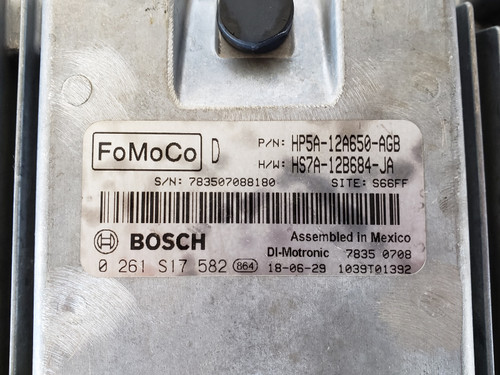 FoMoCo D P/N: HP5A-12A650-AGB
H/W: HS7A-12B684-JA
S/N: 783507088180 SITE: S66FF
BOSCH Assembled in Mexico
DI-Motronic 7835 0708
0 261 S17 582 864 18-06-29 1039T01392